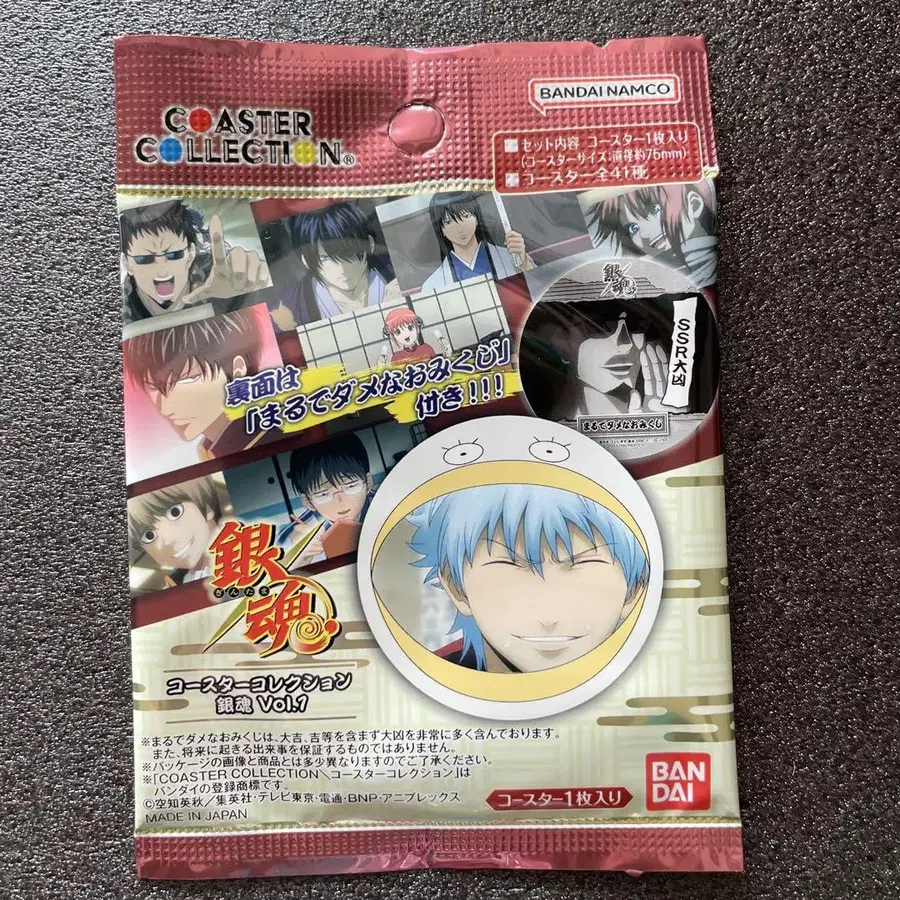 COASTER
COLLECTION®
BANDAI NAMCO
セット内容 コースター1枚入り
(コースターサイズ:直径約75mm)
コースター全41種
銀魂
SSR大凶
まるでダメなおみくじ
裏面は
「まるでダメなおみくじ」
付き!!!
銀魂
ぎんたま
コースターコレクション
銀魂 Vol.1
※まるでダメなおみくじは、大吉、吉等を含まず大凶を非常に多く含んでおります。
また、将来に起きる出来事を保証するものではありません。
※パッケージの画像と商品とは多少異なりますのでご了承ください。
※「COASTER COLLECTION＼コースターコレクション」は
バンダイの登録商標です。
©空知英秋/集英社・テレビ東京・電通・BNP・アニプレックス
MADE IN JAPAN
コースター1枚入り
BAN
DAI